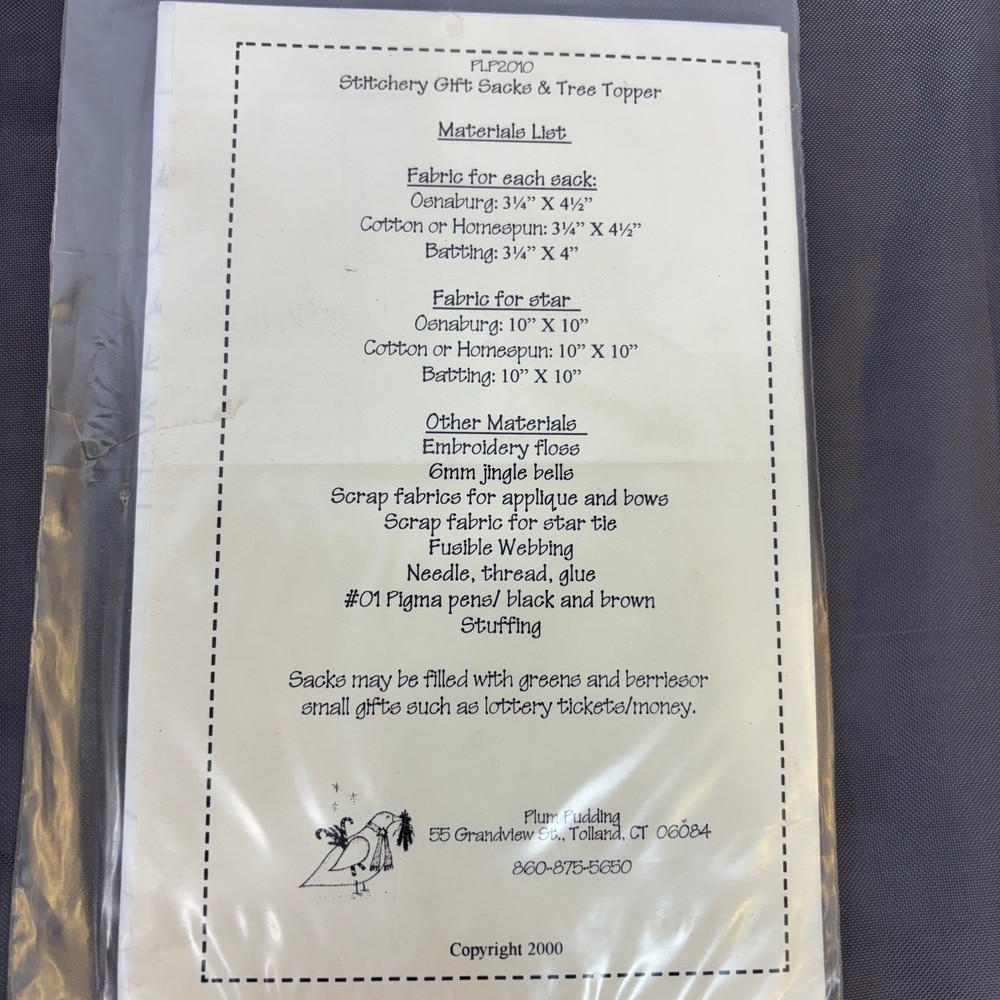 PLP2010
Stitchery Gift Sacks & Tree Topper
Materials List
Fabric for each sack:
Osnaburg: 3¼” X 4½”
Cotton or Homespun: 3¼” X 4½”
Batting: 3¼” X 4”
Fabric for star
Osnaburg: 10” X 10”
Cotton or Homespun: 10” X 10”
Batting: 10” X 10”
Other Materials
Embroidery floss
6mm jingle bells
Scrap fabrics for applique and bows
Scrap fabric for star tie
Fusible Webbing
Needle, thread, glue
#01 Pigma pens/ black and brown
Stuffing
Sacks may be filled with greens and berriesor
small gifts such as lottery tickets/money.
Plum Pudding
55 Grandview St., Tolland, CT 06084
860-875-5650
Copyright 2000